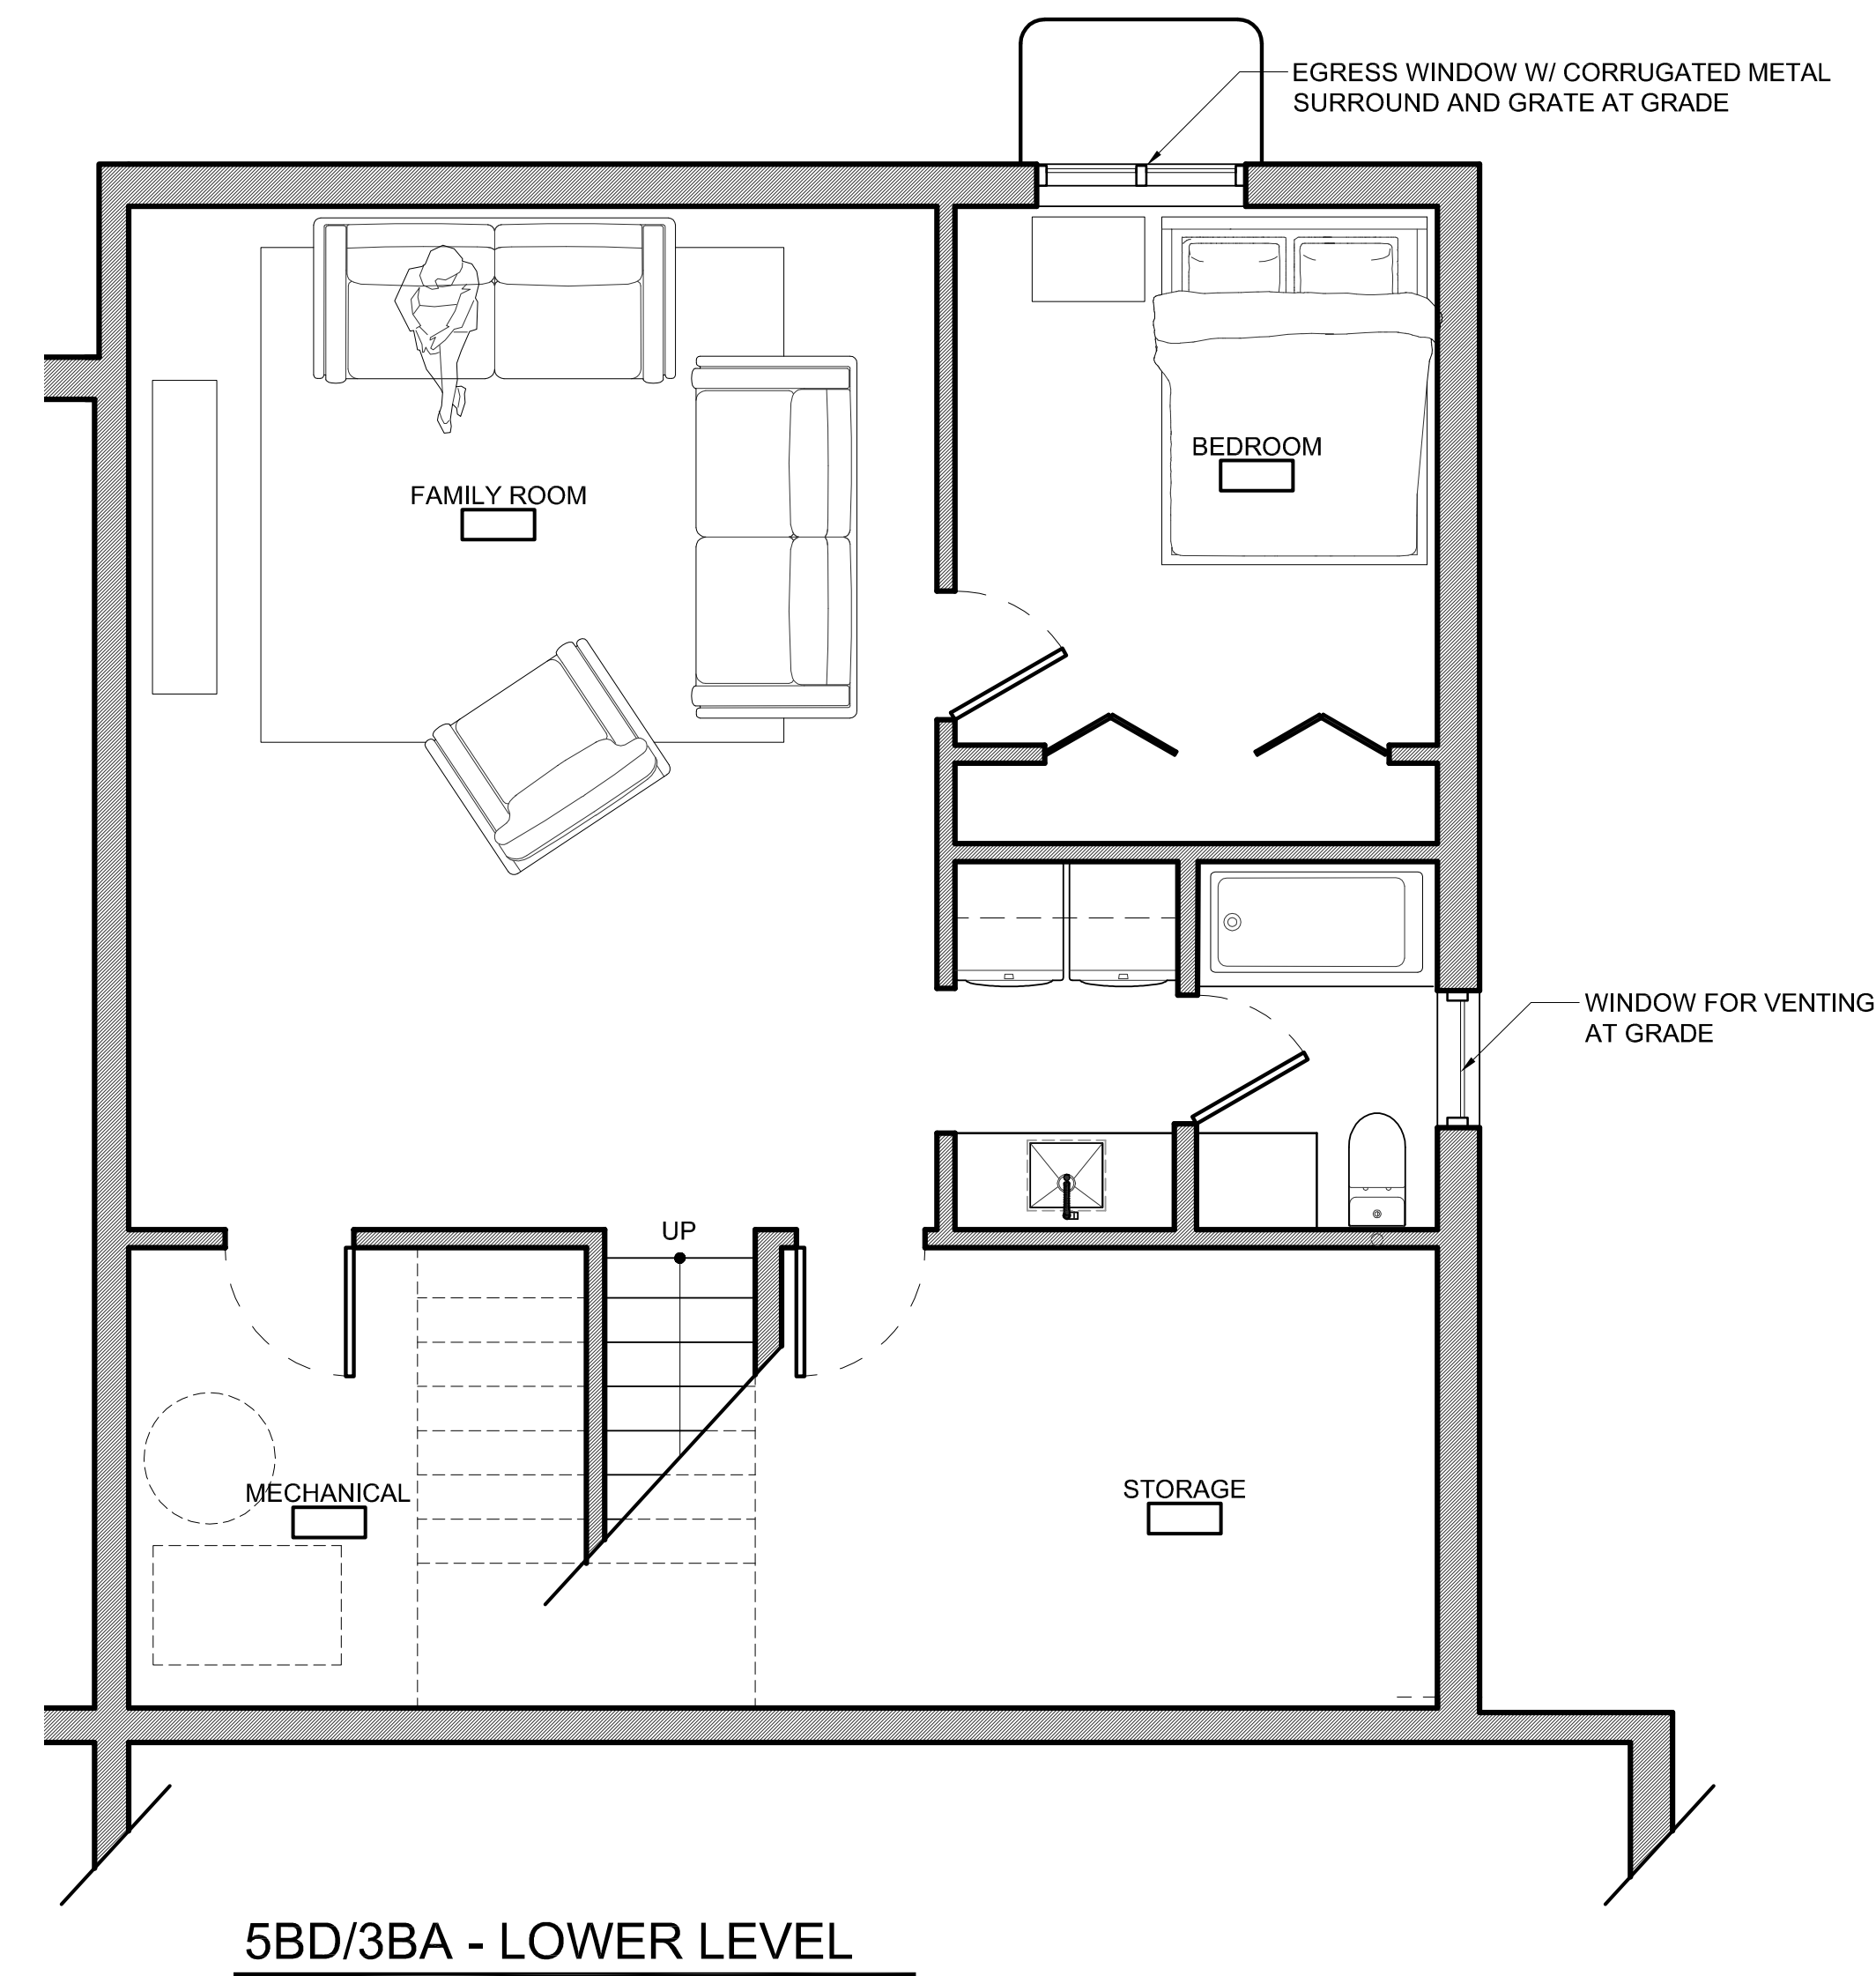 EGRESS WINDOW W/ CORRUGATED METAL
SURROUND AND GRATE AT GRADE
BEDROOM
FAMILY ROOM
WINDOW FOR VENTING
AT GRADE
UP
MECHANICAL
STORAGE
5BD/3BA - LOWER LEVEL